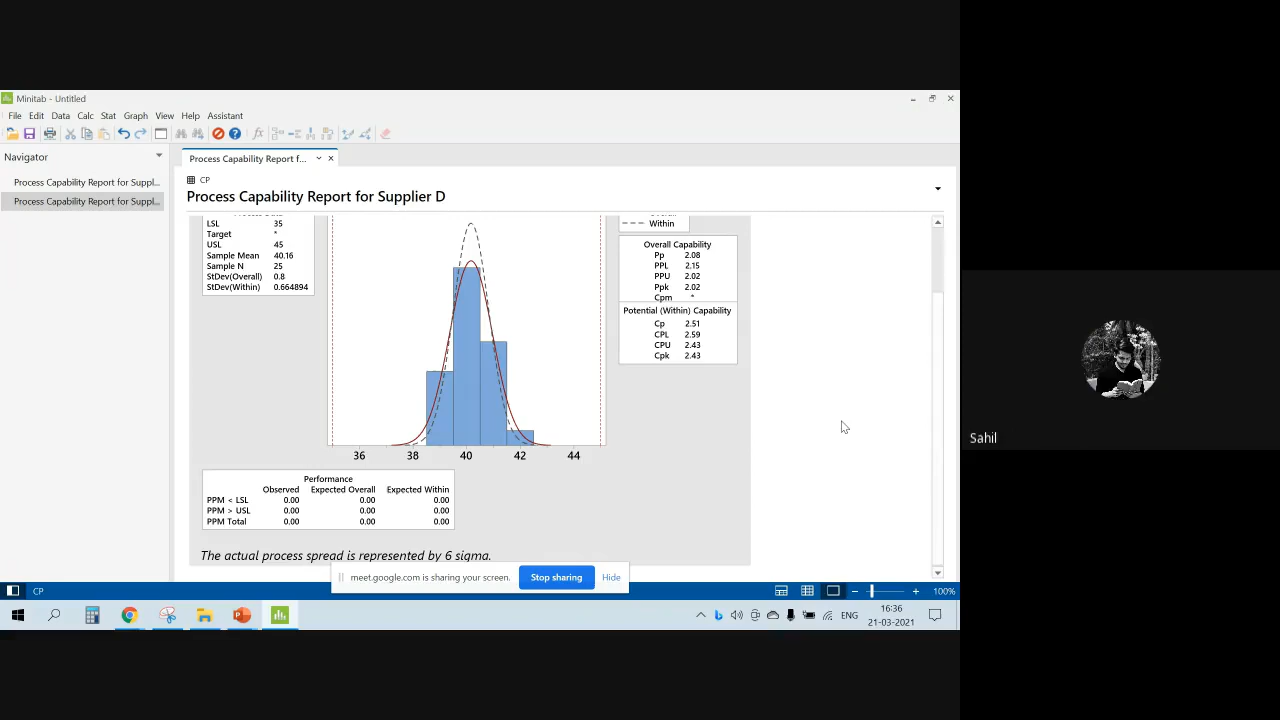 Minitab - Untitled
File Edit Data Calc Stat Graph View Help Assistant
Navigator
Process Capability Report f...
Process Capability Report for Suppl...
Process Capability Report for Suppl...
CP
Process Capability Report for Supplier D
LSL 35
Target *
USL 45
Sample Mean 40.16
Sample N 25
StDev(Overall) 0.8
StDev(Within) 0.664894
Within
Overall Capability
Pp 2.08
PPL 2.15
PPU 2.02
Ppk 2.02
Cpm *
Potential (Within) Capability
Cp 2.51
CPL 2.59
CPU 2.43
Cpk 2.43
36 38 40 42 44
Performance
Observed Expected Overall Expected Within
PPM < LSL 0.00 0.00 0.00
PPM > USL 0.00 0.00 0.00
PPM Total 0.00 0.00 0.00
The actual process spread is represented by 6 sigma.
meet.google.com is sharing your screen. Stop sharing Hide
CP
100%
ENG
16:36
21-03-2021
Sahil